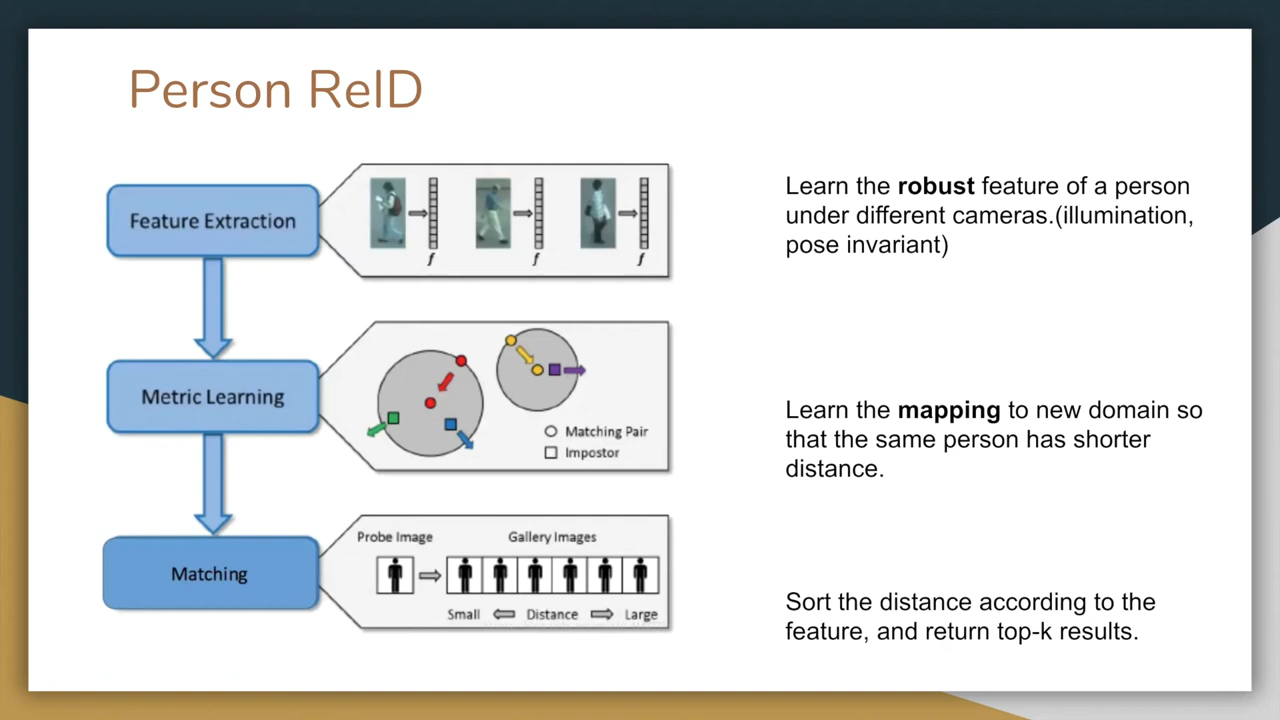 Person ReID
Feature Extraction
f
f
f
Learn the robust feature of a person
under different cameras.(illumination,
pose invariant)
Metric Learning
Matching Pair
Impostor
Learn the mapping to new domain so
that the same person has shorter
distance.
Matching
Probe Image
Gallery Images
Small
Distance
Large
Sort the distance according to the
feature, and return top-k results.